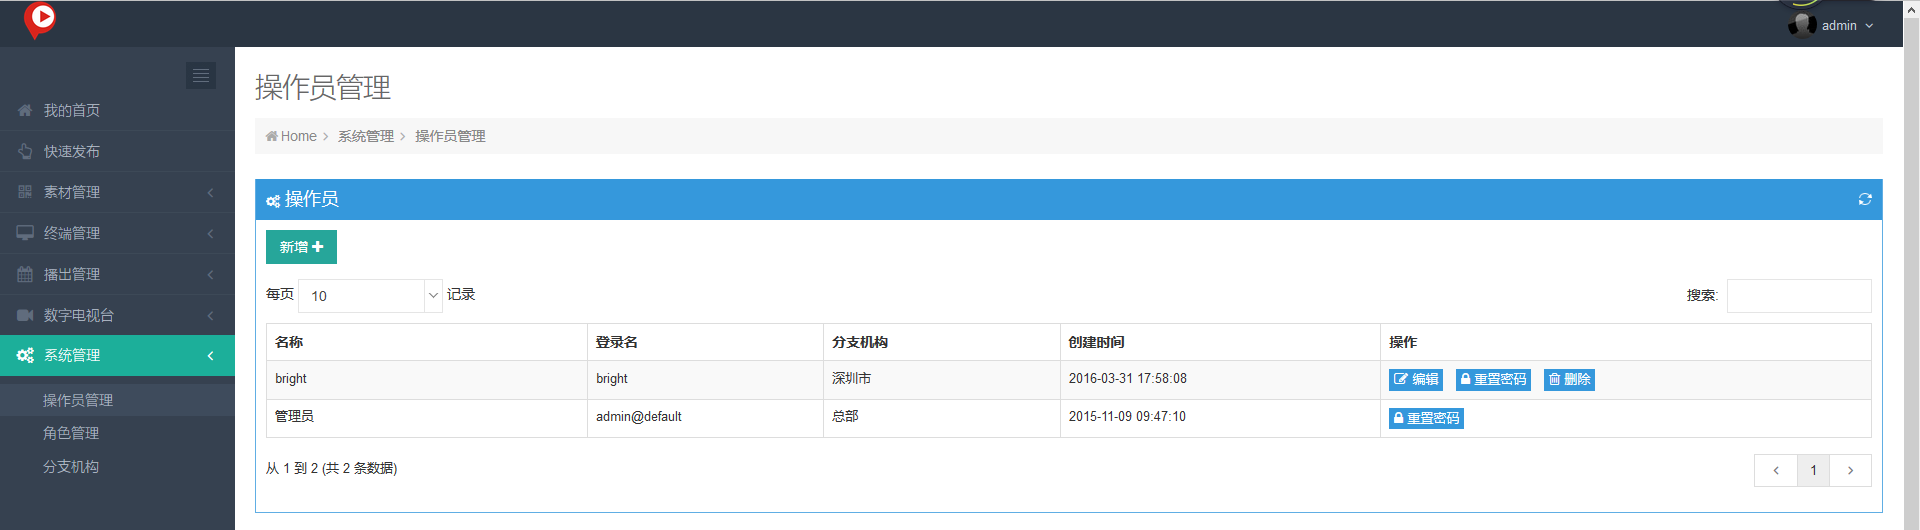 admin
我的首页
快速发布
素材管理
终端管理
播出管理
数字电视台
系统管理
操作员管理
角色管理
分支机构
操作员管理
Home 系统管理 操作员管理
操作员
新增
每页 10 记录 搜索:
名称 登录名 分支机构 创建时间 操作
bright bright 深圳市 2016-03-31 17:58:08 编辑 重置密码 删除
管理员 admin@default 总部 2015-11-09 09:47:10 重置密码
从 1 到 2 (共 2 条数据) 1